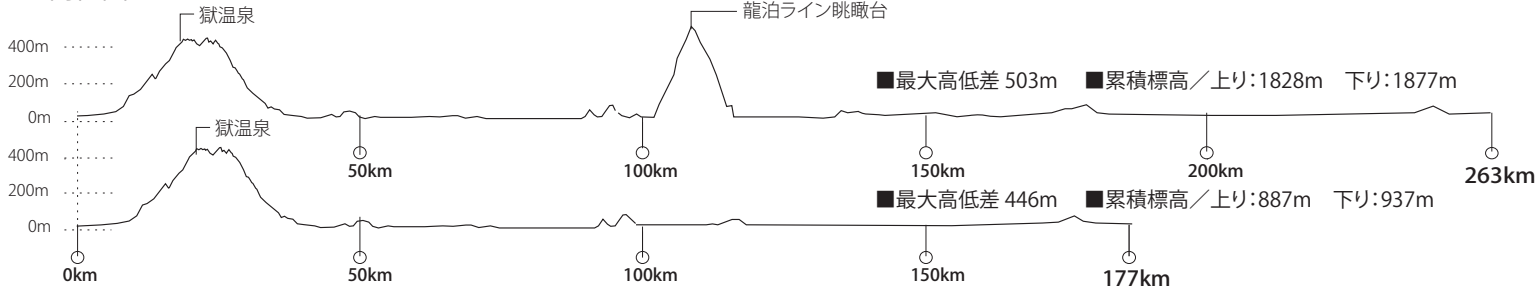 獄温泉
龍泊ライン眺瞰台
400m
200m
0m
■最大高低差 503m ■累積標高／上り：1828m 下り：1877m
50km
100km
150km
200km
263km
獄温泉
400m
200m
0m
■最大高低差 446m ■累積標高／上り：887m 下り：937m
0km
50km
100km
150km
177km